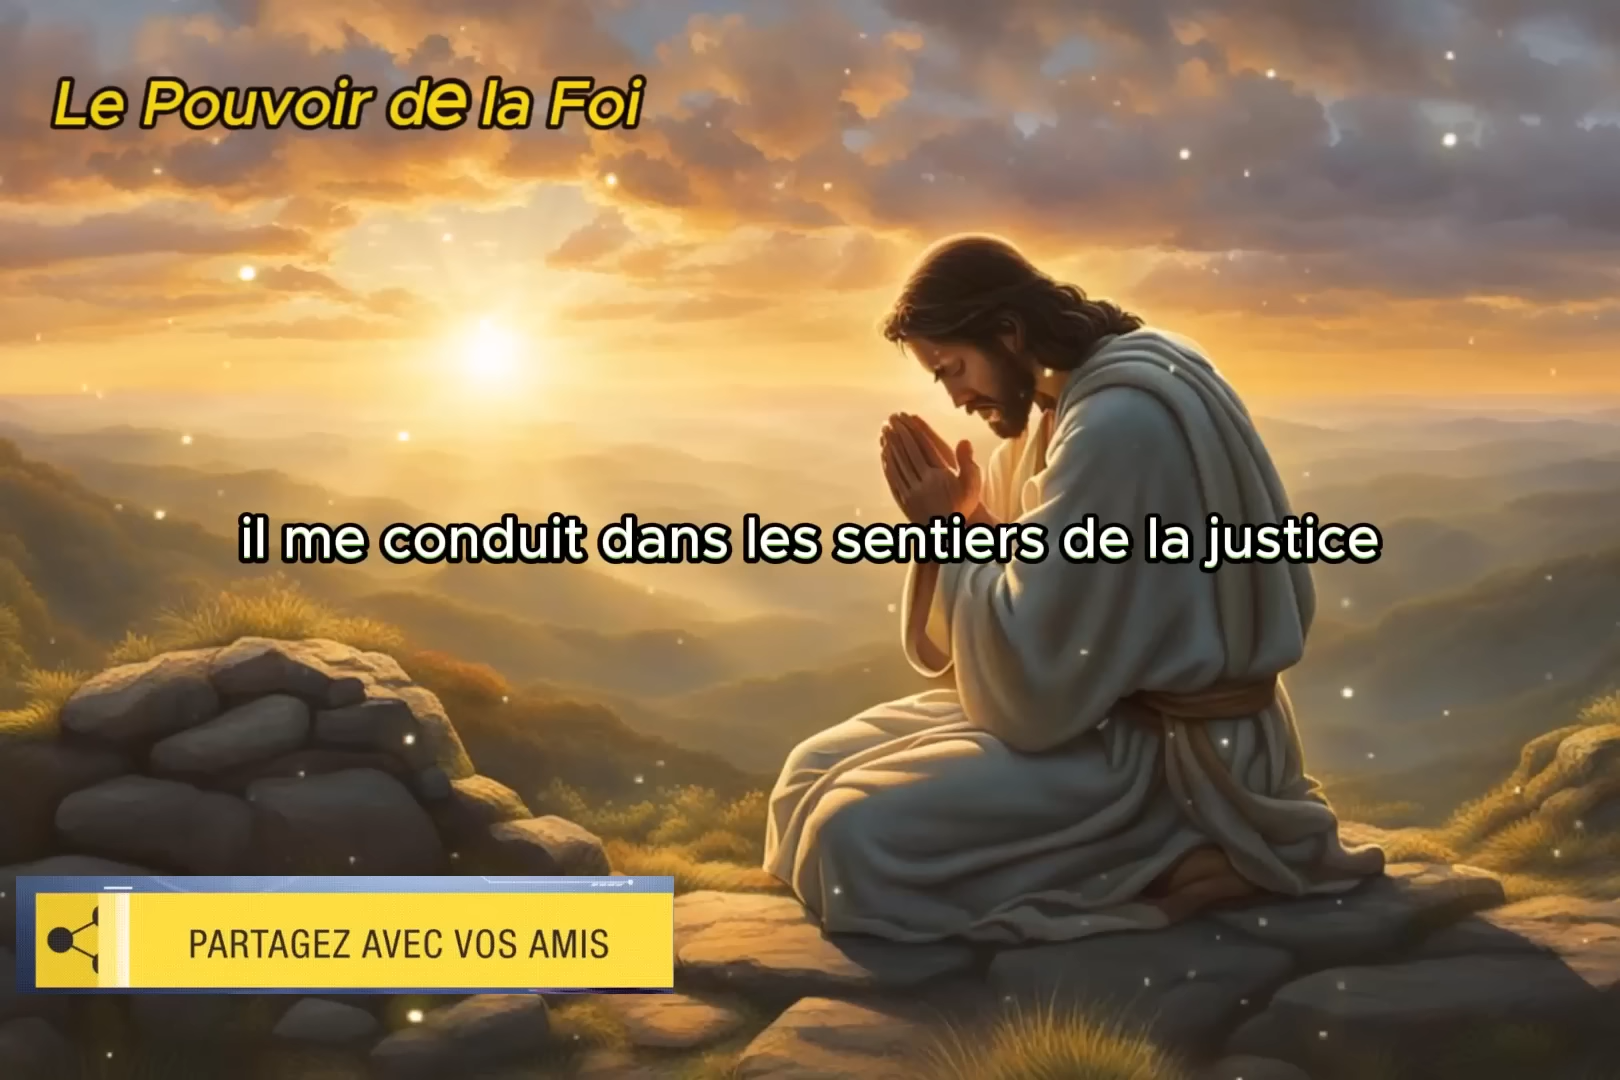 Le Pouvoir de la Foi
il me conduit dans les sentiers de la justice
PARTAGEZ AVEC VOS AMIS